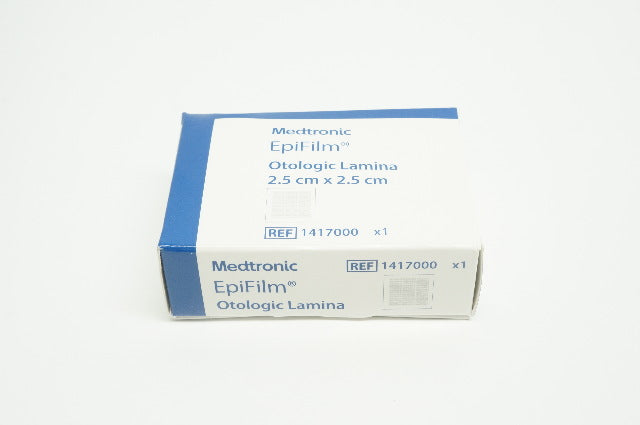 Medtronic
EpiFilm®
Otologic Lamina
2.5 cm x 2.5 cm
REF 1417000 x1
Medtronic REF 1417000 x1
EpiFilm®
Otologic Lamina